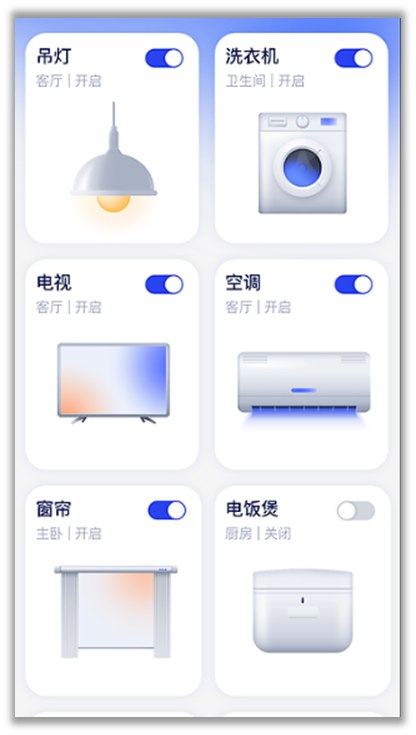 吊灯
客厅 | 开启
洗衣机
卫生间 | 开启
电视
客厅 | 开启
空调
客厅 | 开启
窗帘
主卧 | 开启
电饭煲
厨房 | 关闭